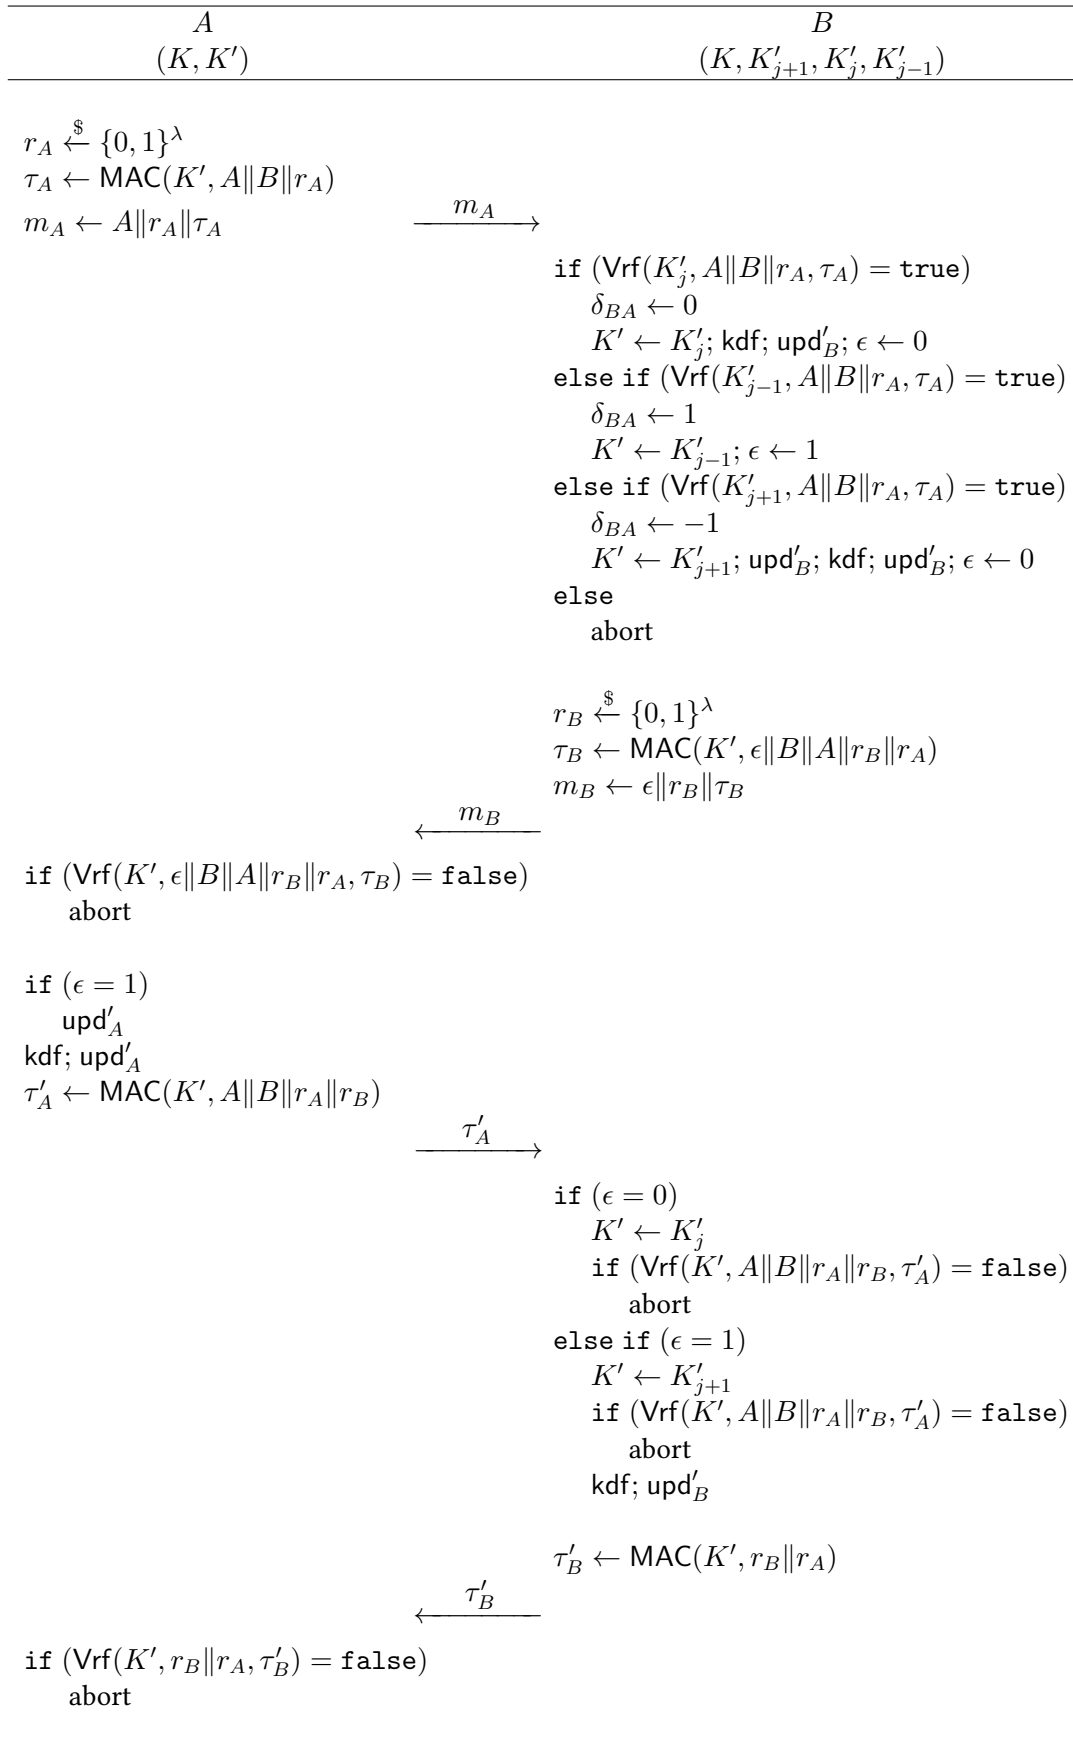 A B
(K, K′) (K, K′ⱼ₊₁, K′ⱼ, K′ⱼ₋₁)
r_A ←$ {0, 1}^λ
τ_A ← MAC(K′, A∥B∥r_A)
m_A ← A∥r_A∥τ_A
m_A
if (Vrf(K′_j, A∥B∥r_A, τ_A) = true)
δ_BA ← 0
K′ ← K′_j; kdf; upd′_B; ϵ ← 0
else if (Vrf(K′_{j−1}, A∥B∥r_A, τ_A) = true)
δ_BA ← 1
K′ ← K′_{j−1}; ϵ ← 1
else if (Vrf(K′_{j+1}, A∥B∥r_A, τ_A) = true)
δ_BA ← −1
K′ ← K′_{j+1}; upd′_B; kdf; upd′_B; ϵ ← 0
else
abort
r_B ←$ {0, 1}^λ
τ_B ← MAC(K′, ϵ∥B∥A∥r_B∥r_A)
m_B ← ϵ∥r_B∥τ_B
m_B
if (Vrf(K′, ϵ∥B∥A∥r_B∥r_A, τ_B) = false)
abort
if (ϵ = 1)
upd′_A
kdf; upd′_A
τ′_A ← MAC(K′, A∥B∥r_A∥r_B)
τ′_A
if (ϵ = 0)
K′ ← K′_j
if (Vrf(K′, A∥B∥r_A∥r_B, τ′_A) = false)
abort
else if (ϵ = 1)
K′ ← K′_{j+1}
if (Vrf(K′, A∥B∥r_A∥r_B, τ′_A) = false)
abort
kdf; upd′_B
τ′_B ← MAC(K′, r_B∥r_A)
τ′_B
if (Vrf(K′, r_B∥r_A, τ′_B) = false)
abort